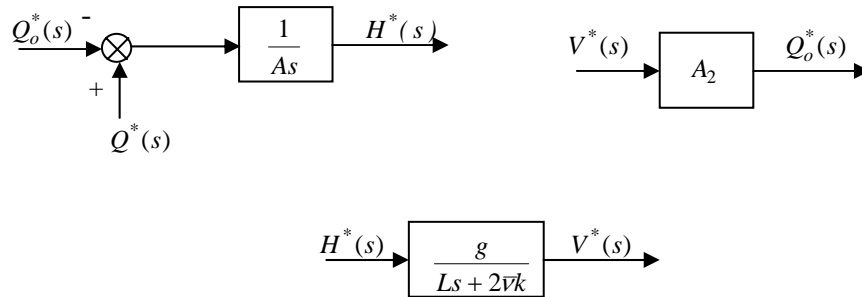 Q_o^*(s) -
1
As
H^*(s)
+
Q^*(s)
V^*(s)
A_2
Q_o^*(s)
H^*(s)
g
Ls + 2v̅k
V^*(s)